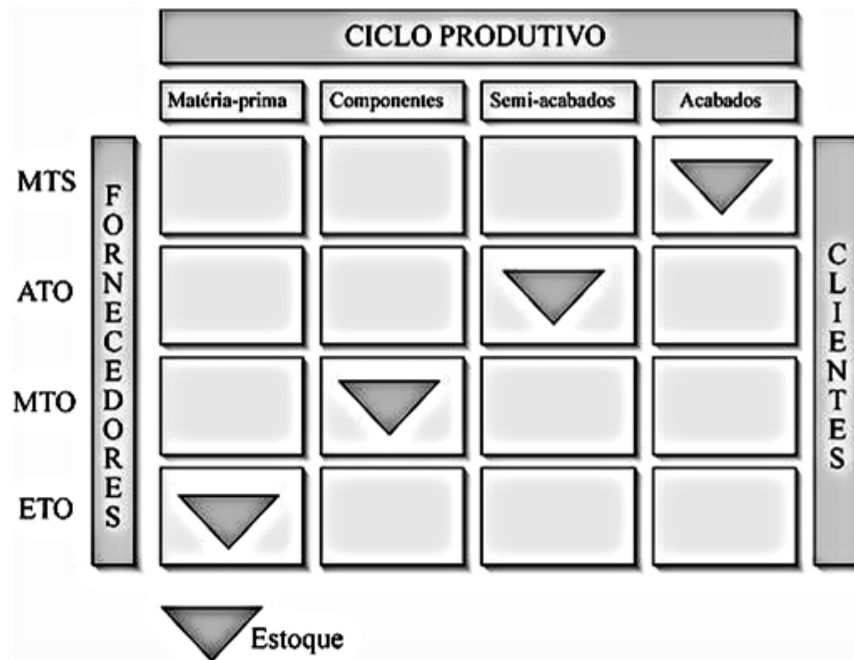 CICLO PRODUTIVO
Matéria-prima
Componentes
Semi-acabados
Acabados
MTS
ATO
MTO
ETO
FORNECEDORES
CLIENTES
Estoque